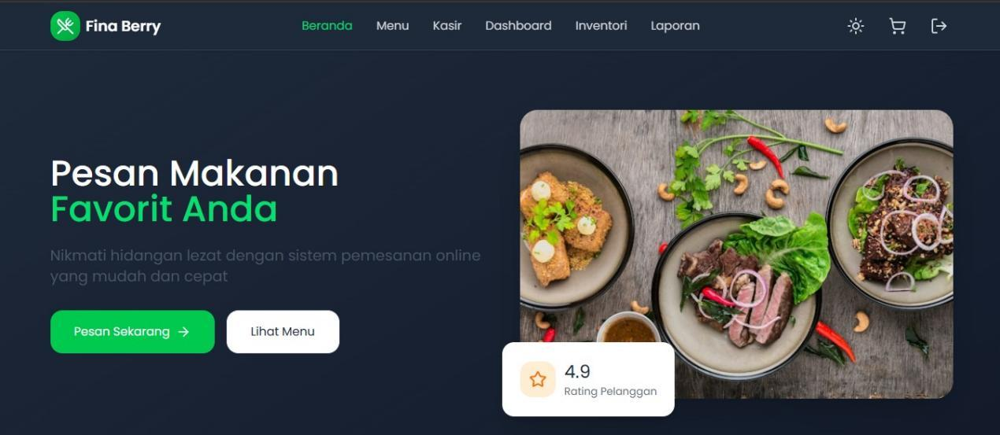 Fina Berry
Beranda
Menu
Kasir
Dashboard
Inventori
Laporan
Pesan Makanan
Favorit Anda
Nikmati hidangan lezat dengan sistem pemesanan online
yang mudah dan cepat
Pesan Sekarang
Lihat Menu
4.9
Rating Pelanggan